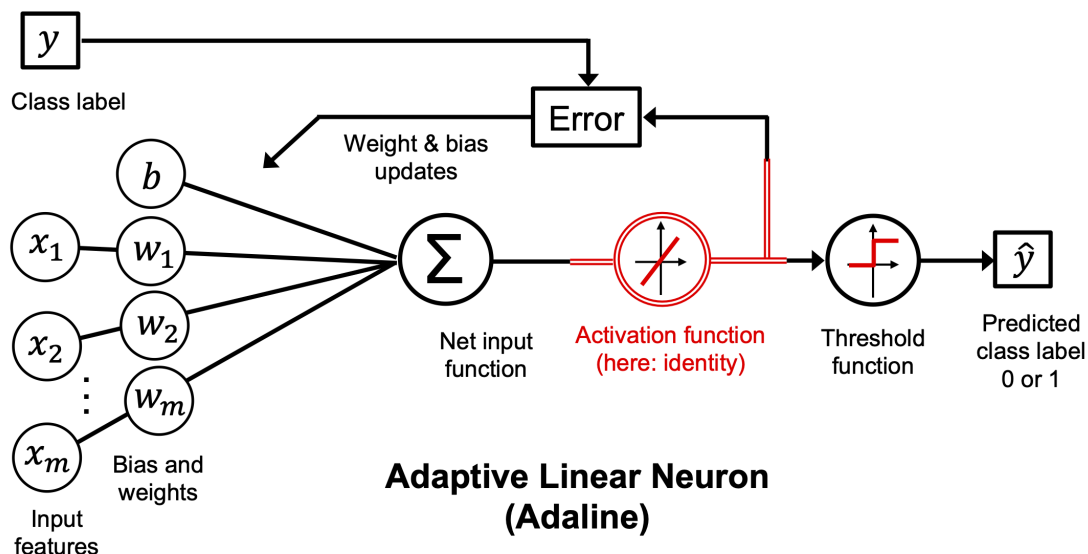 y
Class label
Error
Weight & bias
updates
b
x₁
w₁
x₂
w₂
⋮
xₘ
wₘ
Bias and
weights
Input
features
Σ
Net input
function
Activation function
(here: identity)
Threshold
function
ŷ
Predicted
class label
0 or 1
Adaptive Linear Neuron
(Adaline)